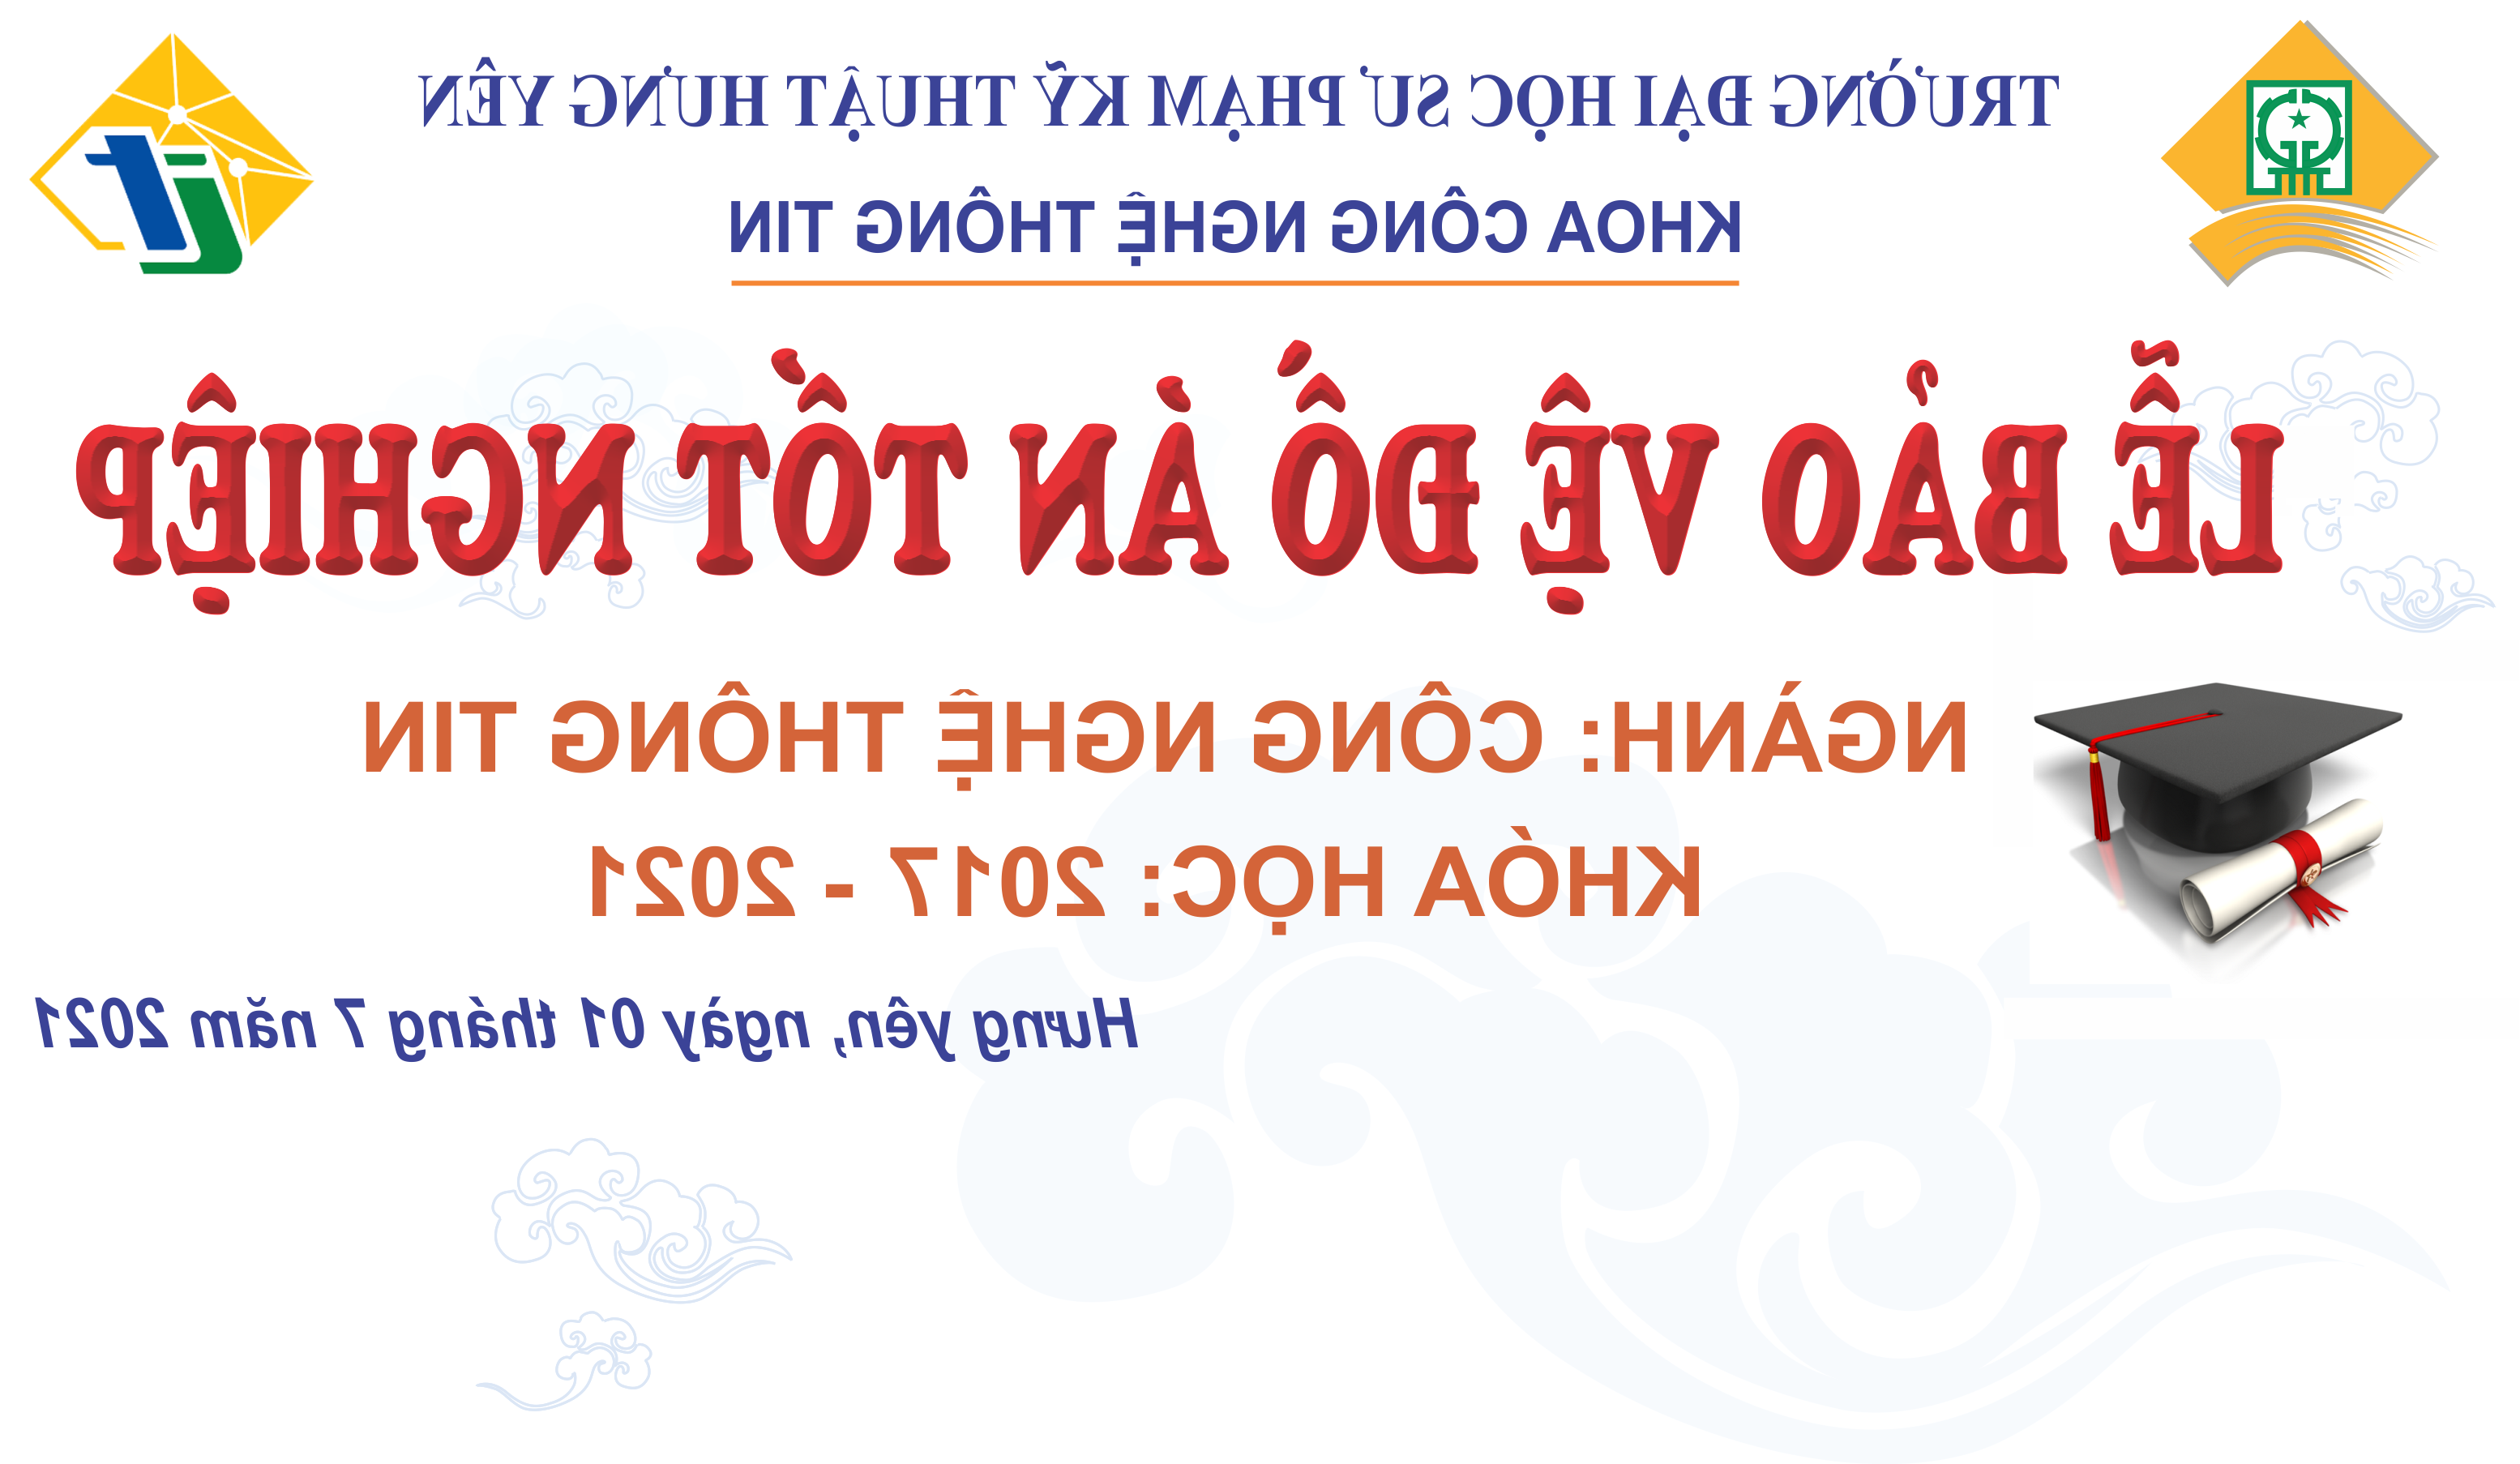 TRƯỜNG ĐẠI HỌC SƯ PHẠM KỸ THUẬT HƯNG YÊN
KHOA CÔNG NGHỆ THÔNG TIN
LỄ BẢO VỆ ĐỒ ÁN TỐT NGHIỆP
NGÀNH: CÔNG NGHỆ THÔNG TIN
KHÓA HỌC: 2017 - 2021
Hưng yên, ngày 01 tháng 7 năm 2021